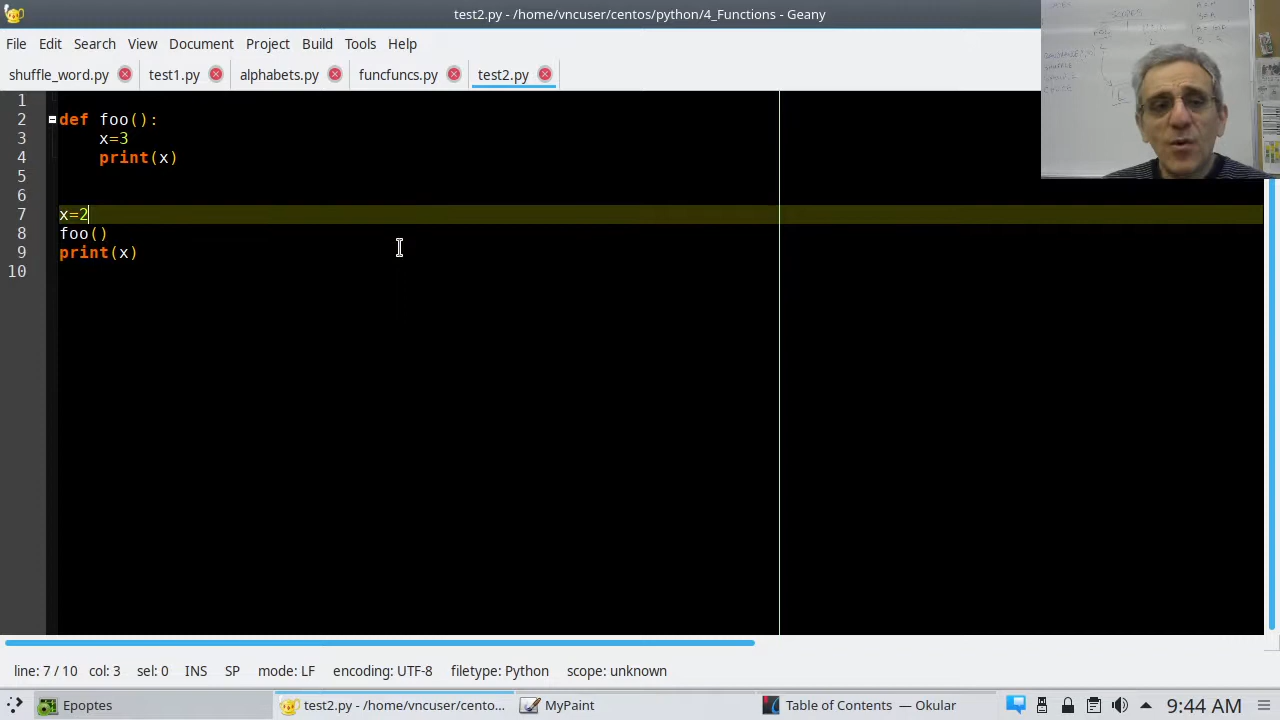 test2.py - /home/vncuser/centos/python/4_Functions - Geany
File Edit Search View Document Project Build Tools Help
shuffle_word.py test1.py alphabets.py funcfuncs.py test2.py
1
2 def foo():
3 x=3
4 print(x)
5
6
7 x=2
8 foo()
9 print(x)
10
line: 7 / 10 col: 3 sel: 0 INS SP mode: LF encoding: UTF-8 filetype: Python scope: unknown
Epoptes test2.py - /home/vncuser/cento... Myaint Table of Contents — Okular 9:44 AM